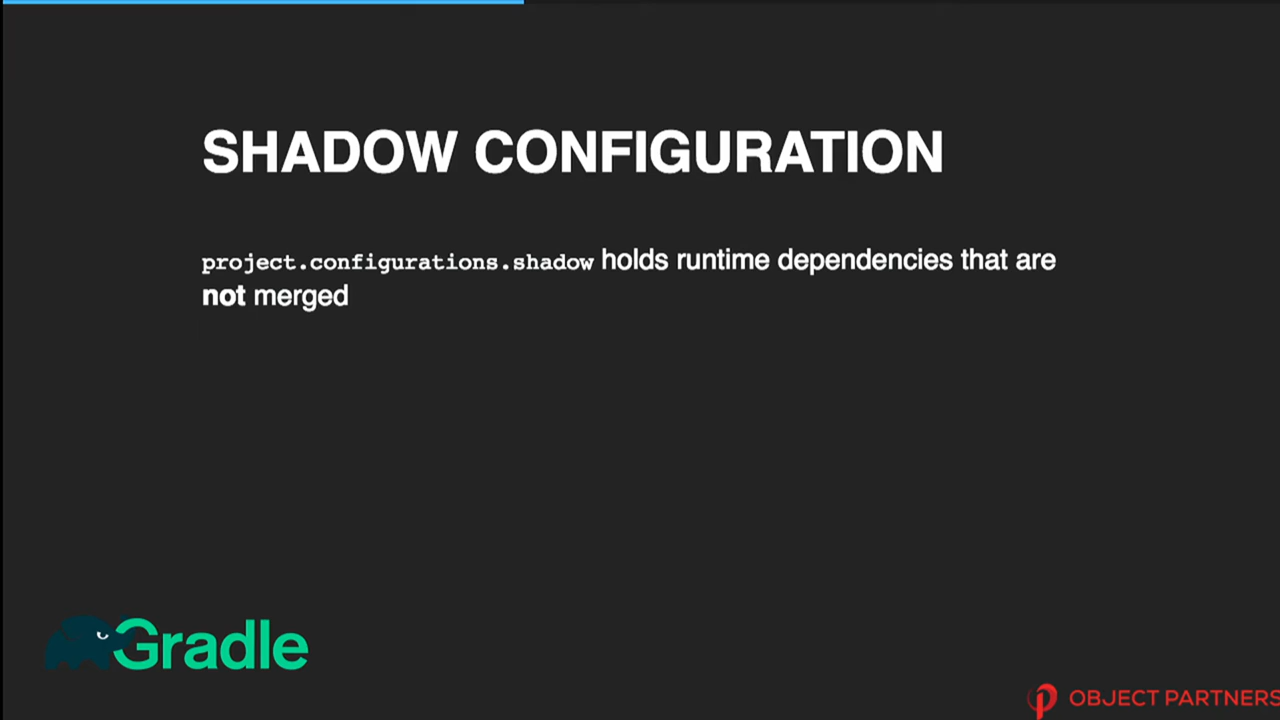 SHADOW CONFIGURATION
project.configurations.shadow holds runtime dependencies that are
not merged
Gradle
OBJECT PARTNERS